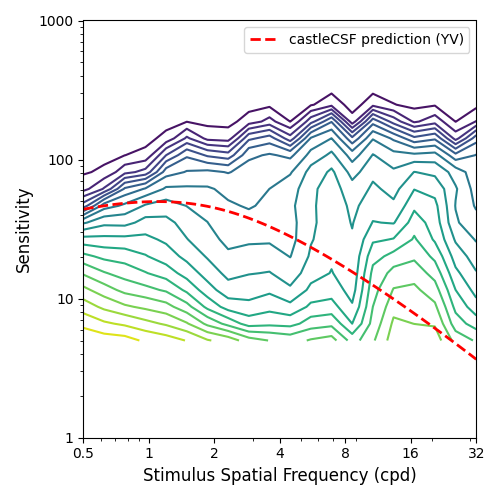 1000
castleCSF prediction (YV)
100
Sensitivity
10
1
0.5 1 2 4 8 16 32
Stimulus Spatial Frequency (cpd)